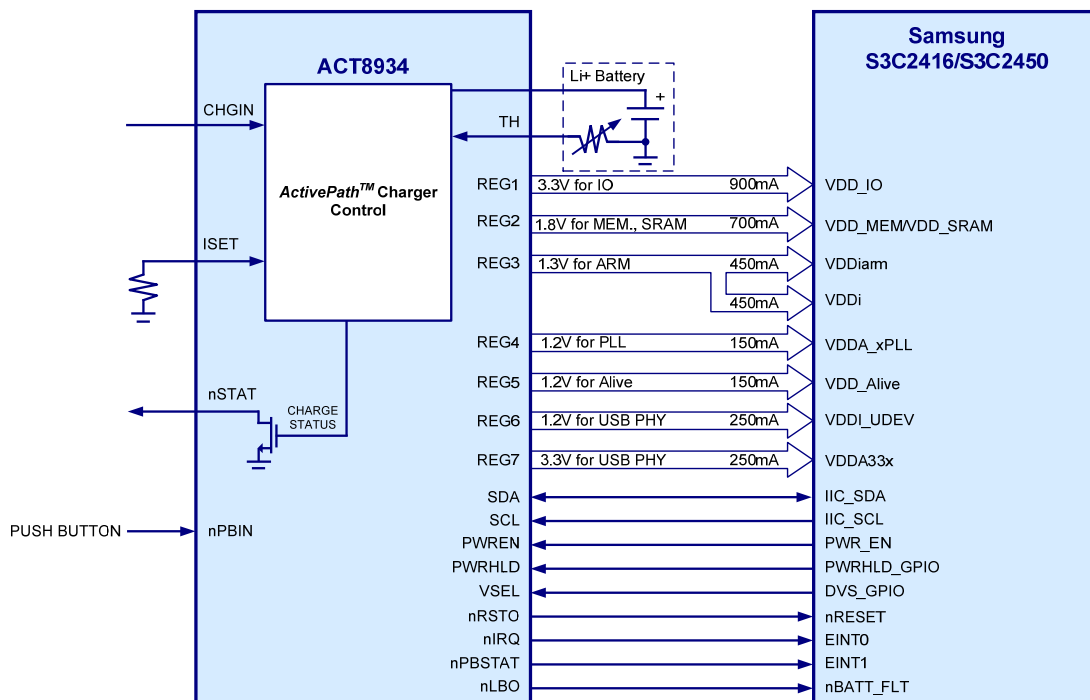 Samsung
S3C2416/S3C2450
ACT8934
Li+ Battery
+
CHGIN
TH
ActivePath™ Charger
Control
REG1 3.3V for IO 900mA VDD_IO
REG2 1.8V for MEM., SRAM 700mA VDD_MEM/VDD_SRAM
ISET
REG3 1.3V for ARM 450mA VDDiarm
450mA VDDi
REG4 1.2V for PLL 150mA VDDA_xPLL
REG5 1.2V for Alive 150mA VDD_Alive
nSTAT
CHARGE
STATUS
REG6 1.2V for USB PHY 250mA VDDI_UDEV
REG7 3.3V for USB PHY 250mA VDDA33x
SDA IIC_SDA
SCL IIC_SCL
PUSH BUTTON nPBIN
PWREN PWR_EN
PWRHLD PWRHLD_GPIO
VSEL DVS_GPIO
nRSTO nRESET
nIRQ EINT0
nPBSTAT EINT1
nLBO nBATT_FLT